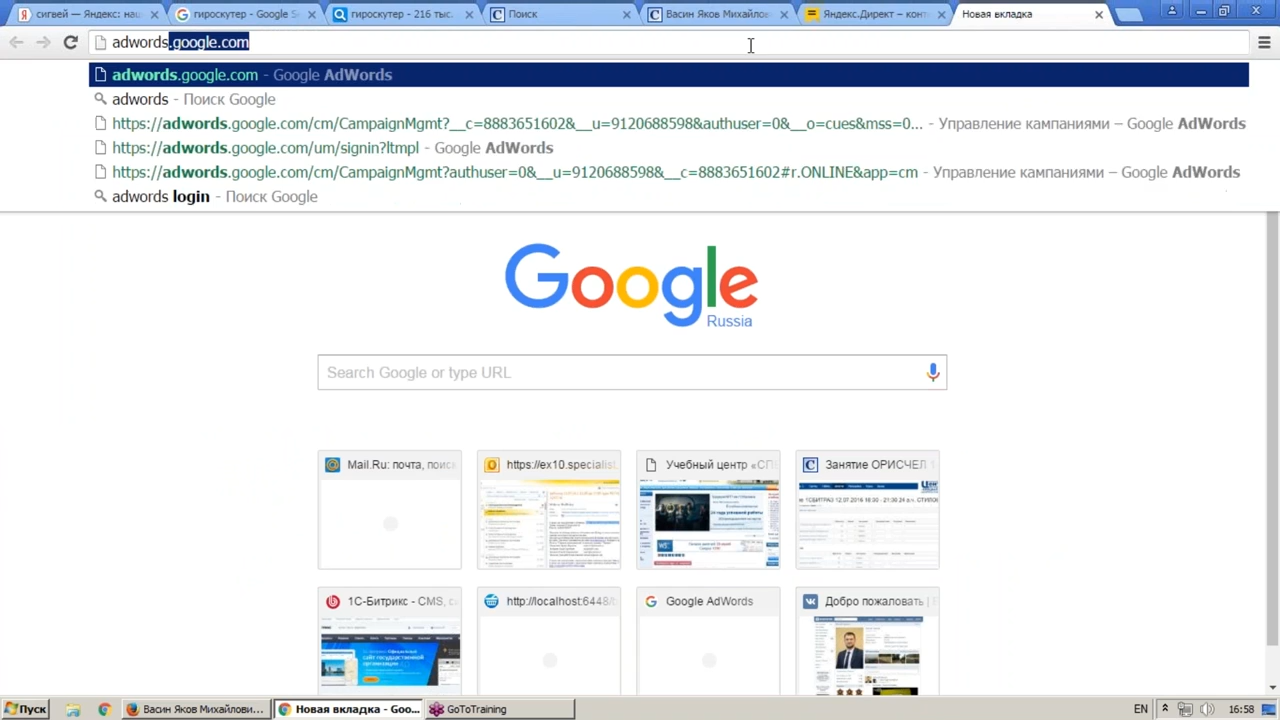 сигвей — Яндекс: наш
гироскутер - Google S
гироскутер - 216 тыс.
Поиск
Васин Яков Михайлов
Яндекс.Директ – конт
Новая вкладка
adwords.google.com
adwords.google.com - Google AdWords
adwords - Поиск Google
https://adwords.google.com/cm/CampaignMgmt?__c=8883651602&__u=9120688598&authuser=0&__o=cues&mss=0... - Управление кампаниями – Google AdWords
https://adwords.google.com/um/signin?ltmpl - Google AdWords
https://adwords.google.com/cm/CampaignMgmt?authuser=0&__u=9120688598&__c=8883651602#r.ONLINE&app=cm - Управление кампаниями – Google AdWords
adwords login - Поиск Google
Google
Russia
Search Google or type URL
Mail.Ru: почта, поиск
https://ex10.specialist
Учебный центр «СПЕ
Занятие ОРИСЧЕЛ 1
1С-Битрикс - CMS, с
http://localhost:6448/
Google AdWords
Добро пожаловать |
Пуск
Васин Яков Михайлови...
Новая вкладка - Goo...
GoToTraining
EN
16:58